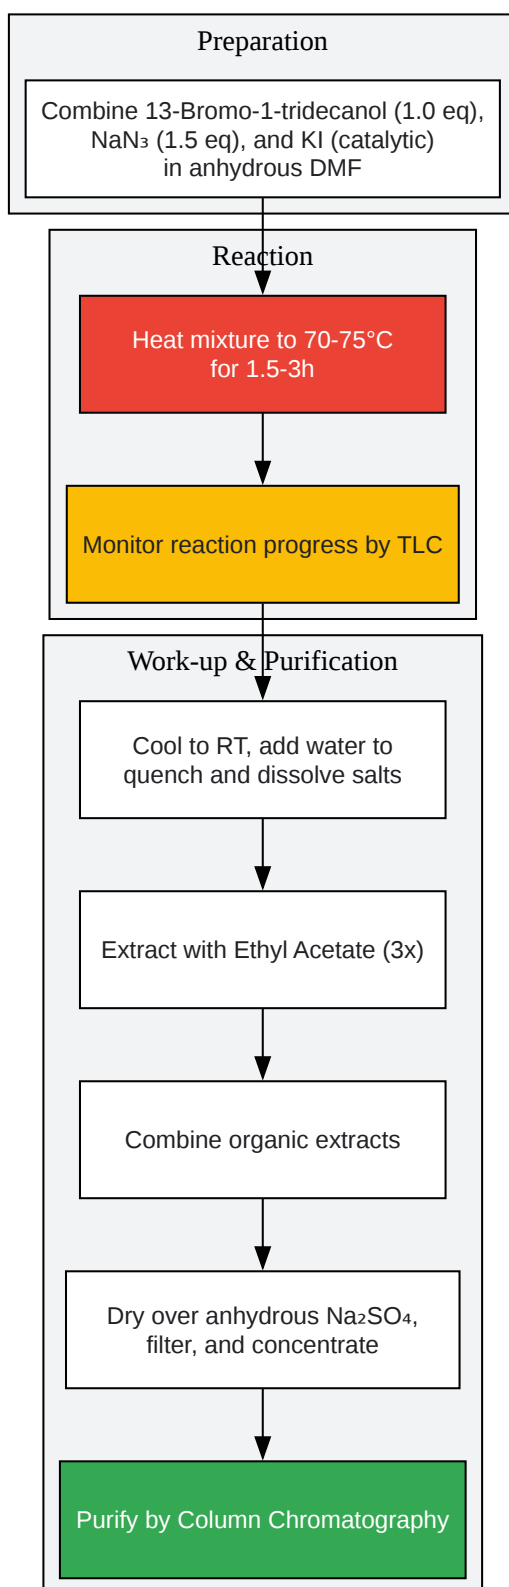 Preparation
Combine 13-Bromo-1-tridecanol (1.0 eq),
NaN₃ (1.5 eq), and KI (catalytic)
in anhydrous DMF
Reaction
Heat mixture to 70-75°C
for 1.5-3h
Monitor reaction progress by TLC
Work-up & Purification
Cool to RT, add water to
quench and dissolve salts
Extract with Ethyl Acetate (3x)
Combine organic extracts
Dry over anhydrous Na₂SO₄,
filter, and concentrate
Purify by Column Chromatography